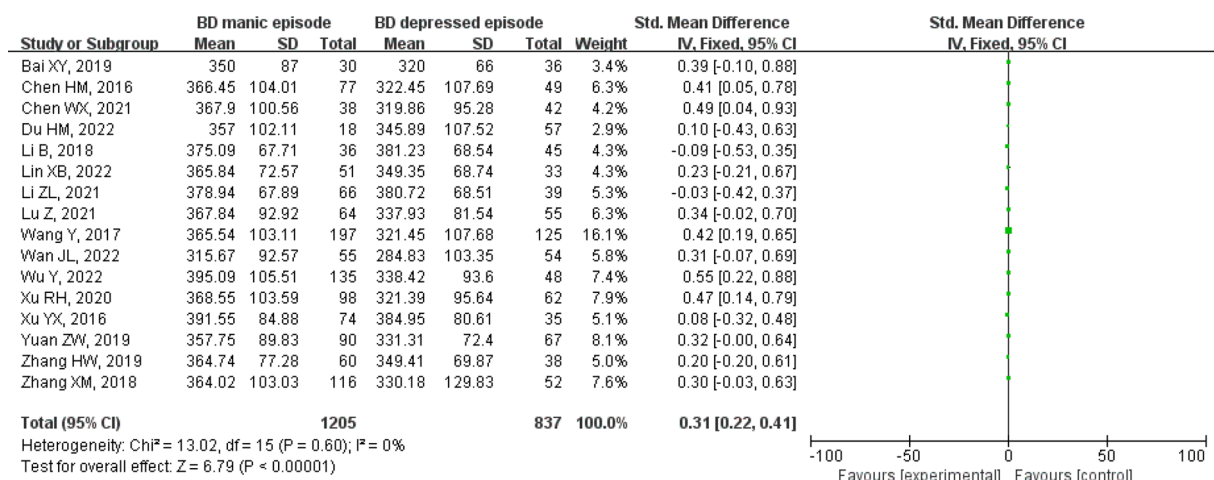 BD manic episode BD depressed episode Std. Mean Difference Std. Mean Difference
Study or Subgroup Mean SD Total Mean SD Total Weight IV, Fixed, 95% CI IV, Fixed, 95% CI
Bai XY, 2019 350 87 30 320 66 36 3.4% 0.39 [-0.10, 0.88]
Chen HM, 2016 366.45 104.01 77 322.45 107.69 49 6.3% 0.41 [0.05, 0.78]
Chen WX, 2021 367.9 100.56 38 319.86 95.28 42 4.2% 0.49 [0.04, 0.93]
Du HM, 2022 357 102.11 18 345.89 107.52 57 2.9% 0.10 [-0.43, 0.63]
Li B, 2018 375.09 67.71 36 381.23 68.54 45 4.3% -0.09 [-0.53, 0.35]
Lin XB, 2022 365.84 72.57 51 349.35 68.74 33 4.3% 0.23 [-0.21, 0.67]
Li ZL, 2021 378.94 67.89 66 380.72 68.51 39 5.3% -0.03 [-0.42, 0.37]
Lu Z, 2021 367.84 92.92 64 337.93 81.54 55 6.3% 0.34 [-0.02, 0.70]
Wang Y, 2017 365.54 103.11 197 321.45 107.68 125 16.1% 0.42 [0.19, 0.65]
Wan JL, 2022 315.67 92.57 55 284.83 103.35 54 5.8% 0.31 [-0.07, 0.69]
Wu Y, 2022 395.09 105.51 135 338.42 93.6 48 7.4% 0.55 [0.22, 0.88]
Xu RH, 2020 368.55 103.59 98 321.39 95.64 62 7.9% 0.47 [0.14, 0.79]
Xu YX, 2016 391.55 84.88 74 384.95 80.61 35 5.1% 0.08 [-0.32, 0.48]
Yuan ZW, 2019 357.75 89.83 90 331.31 72.4 67 8.1% 0.32 [-0.00, 0.64]
Zhang HW, 2019 364.74 77.28 60 349.41 69.87 38 5.0% 0.20 [-0.20, 0.61]
Zhang XM, 2018 364.02 103.03 116 330.18 129.83 52 7.6% 0.30 [-0.03, 0.63]
Total (95% CI) 1205 837 100.0% 0.31 [0.22, 0.41]
Heterogeneity: Chi² = 13.02, df = 15 (P = 0.60); I² = 0%
Test for overall effect: Z = 6.79 (P < 0.00001)
-100 -50 0 50 100
Favours [experimental] Favours [control]